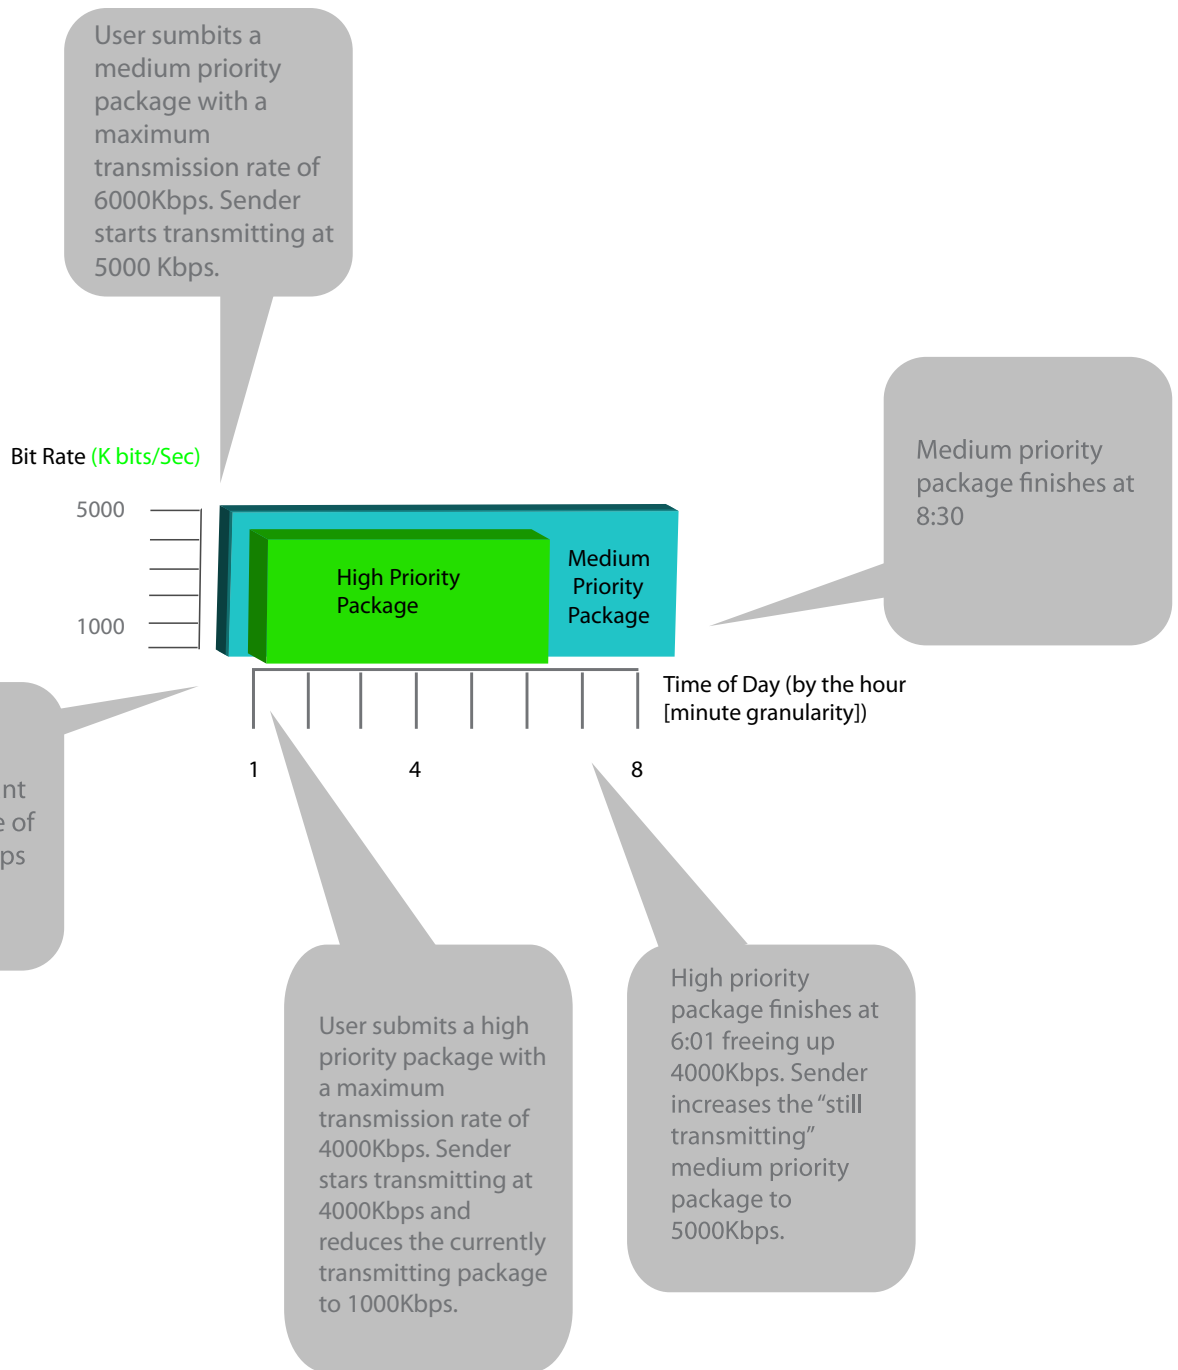 User sumbits a
medium priority
package with a
maximum
transmission rate of
6000Kbps. Sender
starts transmitting at
5000 Kbps.
Medium priority
package finishes at
8:30
Bit Rate (K bits/Sec)
5000
1000
High Priority
Package
Medium
Priority
Package
Time of Day (by the hour
[minute granularity])
1 4 8
of
User submits a high
priority package with
a maximum
transmission rate of
4000Kbps. Sender
stars transmitting at
4000Kbps and
reduces the currently
transmitting package
to 1000Kbps.
High priority
package finishes at
6:01 freeing up
4000Kbps. Sender
increases the “still
transmitting”
medium priority
package to
5000Kbps.